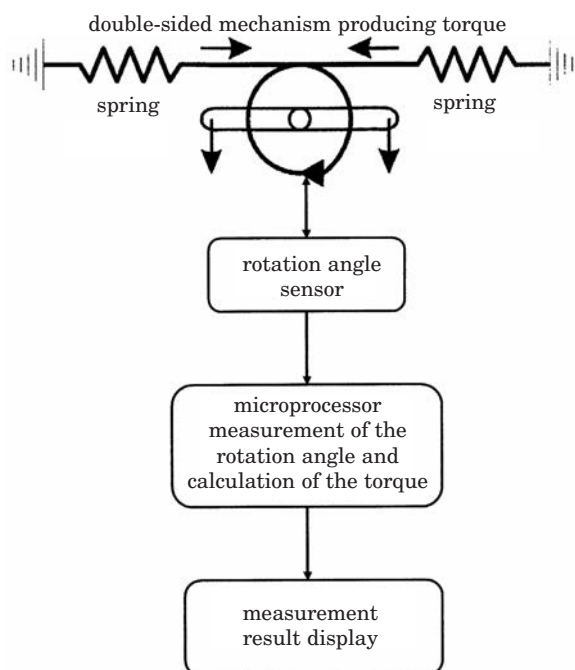 double-sided mechanism producing torque
spring
spring
rotation angle
sensor
microprocessor
measurement of the
rotation angle and
calculation of the torque
measurement
result display